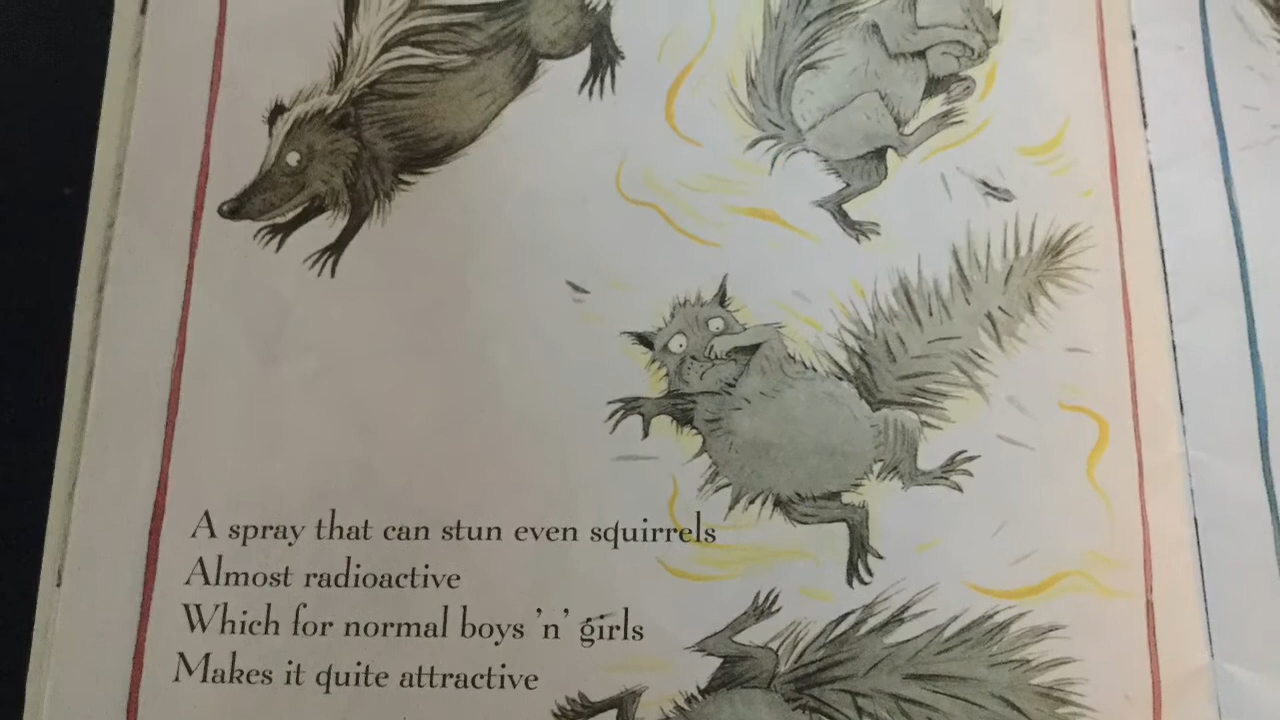 A spray that can stun even squirrels
Almost radioactive
Which for normal boys 'n' girls
Makes it quite attractive